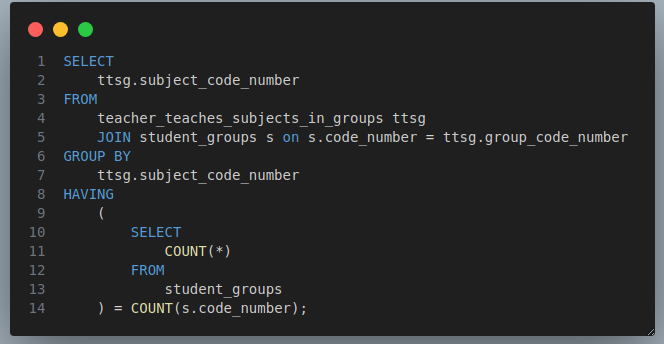 1 SELECT
2     ttsg.subject_code_number
3 FROM
4     teacher_teaches_subjects_in_groups ttsg
5     JOIN student_groups s on s.code_number = ttsg.group_code_number
6 GROUP BY
7     ttsg.subject_code_number
8 HAVING
9     (
10         SELECT
11             COUNT(*)
12         FROM
13             student_groups
14     ) = COUNT(s.code_number);